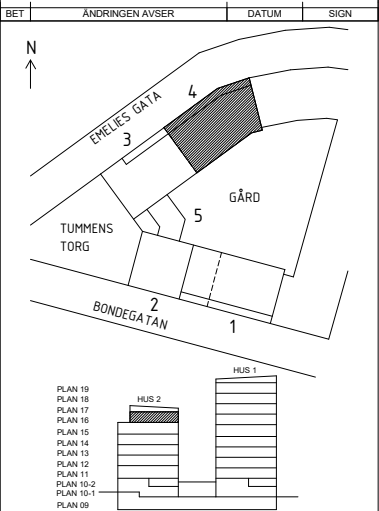 BET ÄNDRINGEN AVSER DATUM SIGN
N
EMELIES GATA
4
3
GÅRD
5
TUMMENS
TORG
2
BONDEGATAN
1
HUS 1
PLAN 19
PLAN 18
HUS 2
PLAN 17
PLAN 16
PLAN 15
PLAN 14
PLAN 13
PLAN 12
PLAN 11
PLAN 10-2
PLAN 10-1
PLAN 09